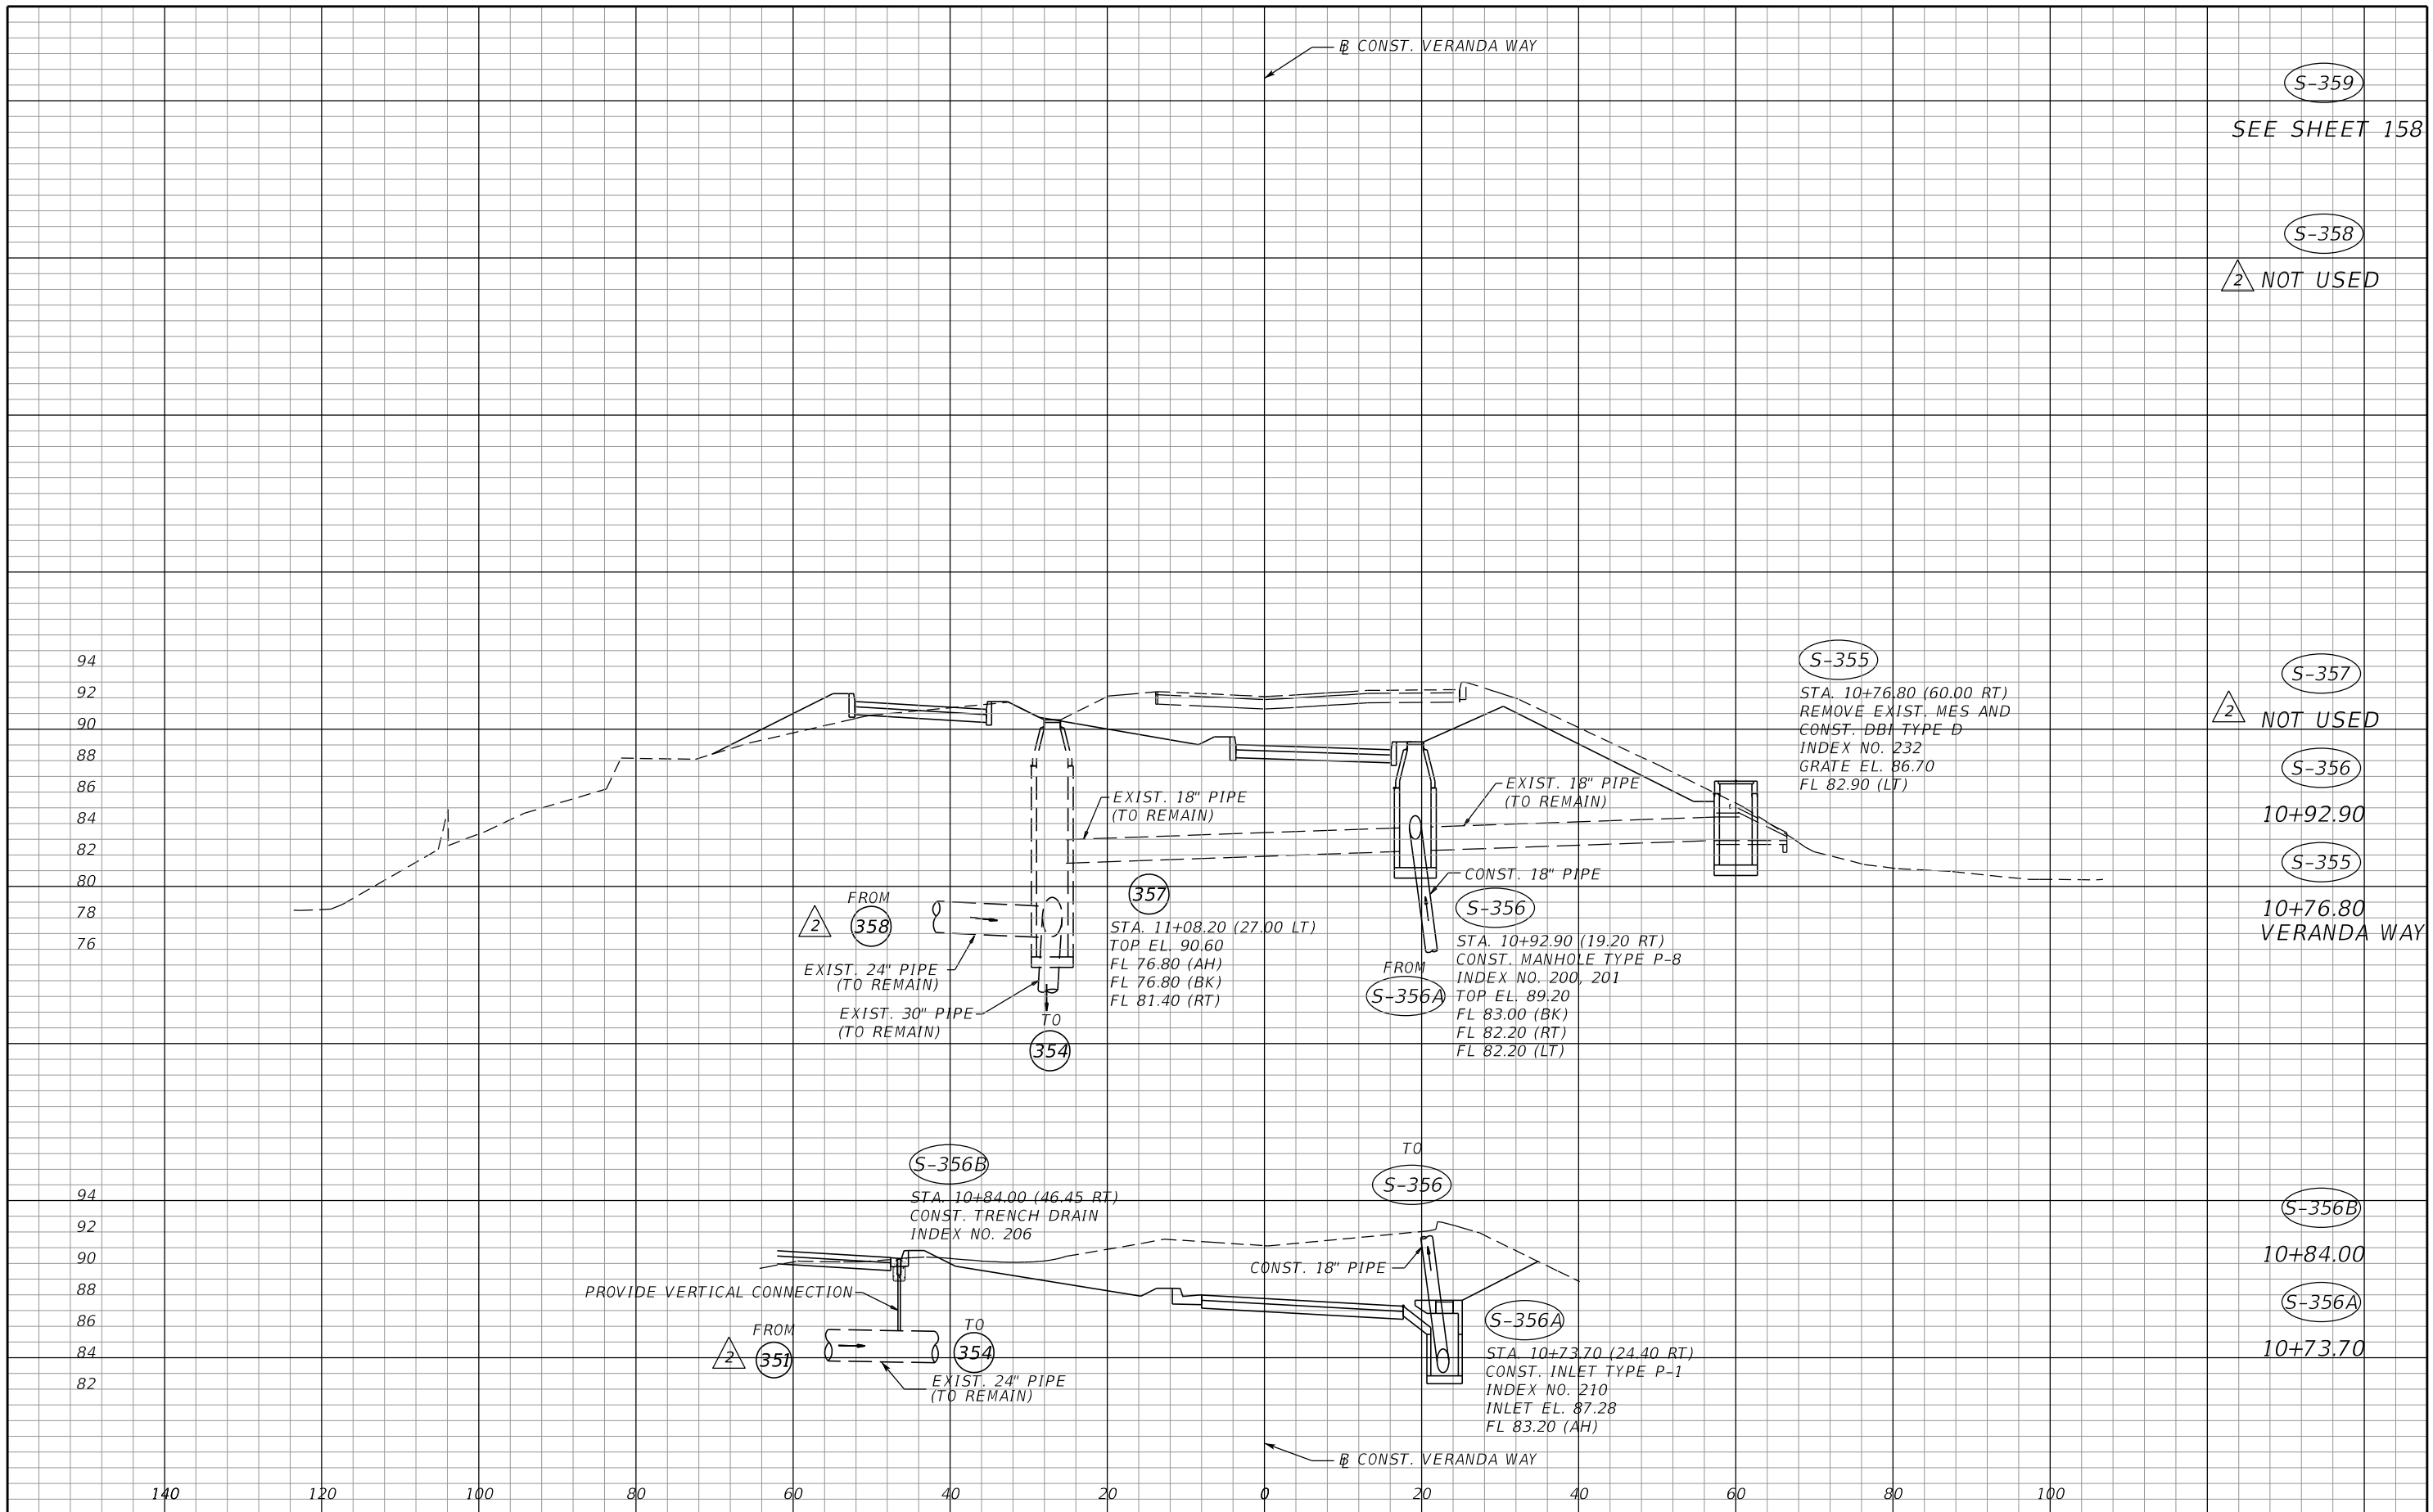 ℄ CONST. VERANDA WAY
S-359
SEE SHEET 158
S-358
2 NOT USED
94
92
90
88
86
84
82
80
78
76
S-355
STA. 10+76.80 (60.00 RT)
REMOVE EXIST. MES AND
CONST. DBI TYPE D
INDEX NO. 232
GRATE EL. 86.70
FL 82.90 (LT)
EXIST. 18" PIPE
(TO REMAIN)
EXIST. 18" PIPE
(TO REMAIN)
CONST. 18" PIPE
FROM
2
358
EXIST. 24" PIPE
(TO REMAIN)
EXIST. 30" PIPE
(TO REMAIN)
TO
354
357
STA. 11+08.20 (27.00 LT)
TOP EL. 90.60
FL 76.80 (AH)
FL 76.80 (BK)
FL 81.40 (RT)
FROM
S-356A
S-356
STA. 10+92.90 (19.20 RT)
CONST. MANHOLE TYPE P-8
INDEX NO. 200, 201
TOP EL. 89.20
FL 83.00 (BK)
FL 82.20 (RT)
FL 82.20 (LT)
S-357
2 NOT USED
S-356
10+92.90
S-355
10+76.80
VERANDA WAY
94
92
90
88
86
84
82
S-356B
STA. 10+84.00 (46.45 RT)
CONST. TRENCH DRAIN
INDEX NO. 206
PROVIDE VERTICAL CONNECTION
FROM
2
351
TO
354
EXIST. 24" PIPE
(TO REMAIN)
TO
S-356
CONST. 18" PIPE
S-356A
STA. 10+73.70 (24.40 RT)
CONST. INLET TYPE P-1
INDEX NO. 210
INLET EL. 87.28
FL 83.20 (AH)
℄ CONST. VERANDA WAY
S-356B
10+84.00
S-356A
10+73.70
140 120 100 80 60 40 20 0 20 40 60 80 100